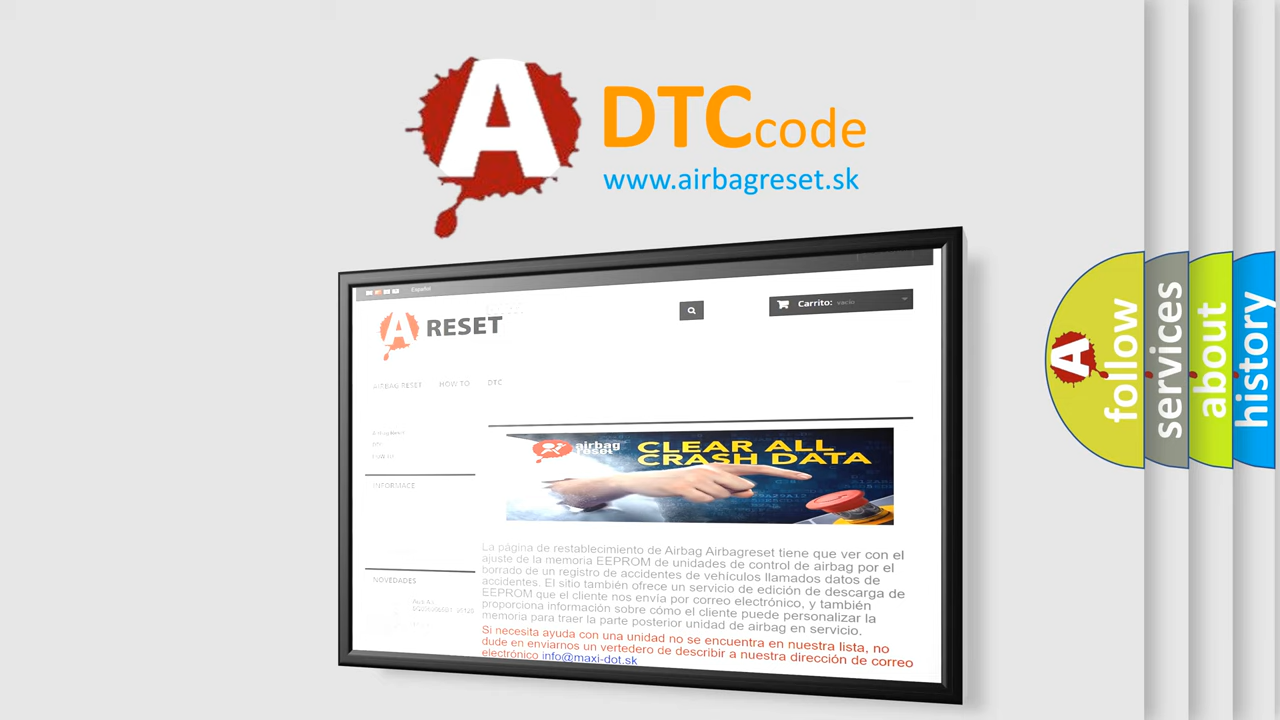 A
DTCcode
www.airbagreset.sk
Español
Carrito: vacío
A RESET
AIRBAG RESET HOW TO DTC
airbag
reset
CLEAR ALL
CRASH DATA
INFORMACE
La página de restablecimiento de Airbag Airbagreset tiene que ver con el
ajuste de la memoria EEPROM de unidades de control de airbag por el
borrado de un registro de accidentes de vehículos llamados datos de
accidentes. El sitio también ofrece un servicio de edición de descarga de
EEPROM que el cliente nos envía por correo electrónico, y también
proporciona información sobre cómo el cliente puede personalizar la
memoria para traer la parte posterior unidad de airbag en servicio.
Si necesita ayuda con una unidad no se encuentra en nuestra lista, no
dude en enviarnos un vertedero de describir a nuestra dirección de correo
electrónico info@maxi-dot.sk
NOVEDADES
A
follow
services
about
history